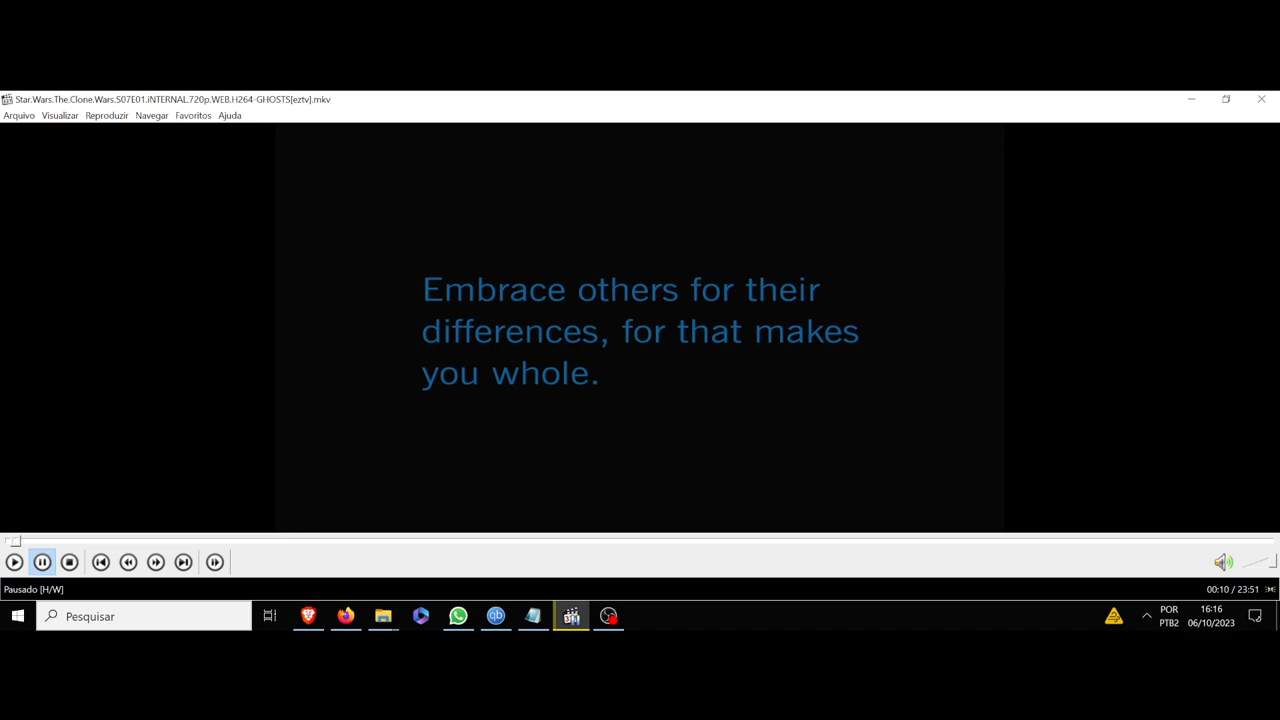 Star.Wars.The.Clone.Wars.S07E01.iNTERNAL.720p.WEB.H264-GHOSTS[eztv].mkv
Arquivo Visualizar Reproduzir Navegar Favoritos Ajuda
Embrace others for their
differences, for that makes
you whole.
Pausado [H/W]
00:10 / 23:51
Pesquisar
qb
POR
PTB2
16:16
06/10/2023